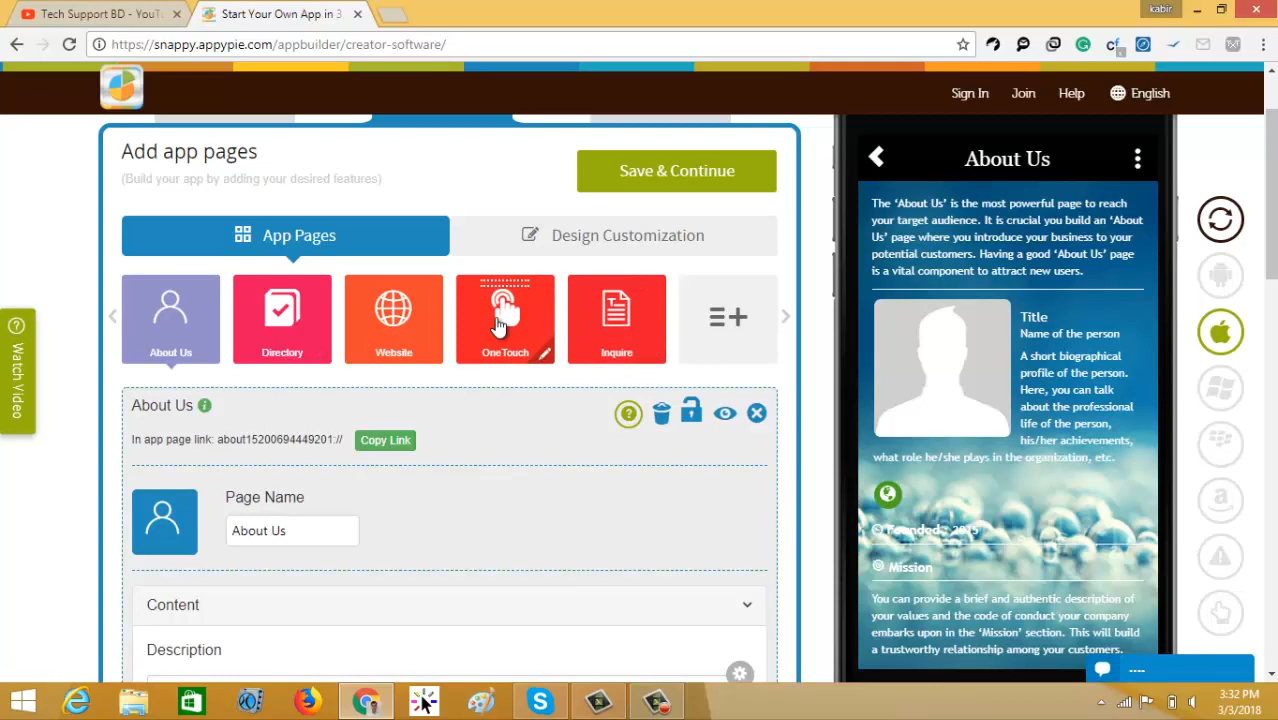 Tech Support BD - YouTu
Start Your Own App in 3
kabir
https://snappy.appypie.com/appbuilder/creator-software/
Sign In
Join
Help
English
Add app pages
(Build your app by adding your desired features)
Save & Continue
App Pages
Design Customization
About Us
Directory
Website
OneTouch
Inquire
About Us
In app page link: about15200694449201://
Copy Link
Page Name
About Us
Content
Description
Watch Video
About Us
The 'About Us' is the most powerful page to reach
your target audience. It is crucial you build an 'About
Us' page where you introduce your business to your
potential customers. Having a good 'About Us' page
is a vital component to attract new users.
Title
Name of the person
A short biographical
profile of the person.
Here, you can talk
about the professional
life of the person,
his/her achievements,
what role he/she plays in the organization, etc.
Founded : 2015
Mission
You can provide a brief and authentic description of
your values and the code of conduct your company
embarks upon in the 'Mission' section. This will build
a trustworthy relationship among your customers.
----
3:32 PM
3/3/2018